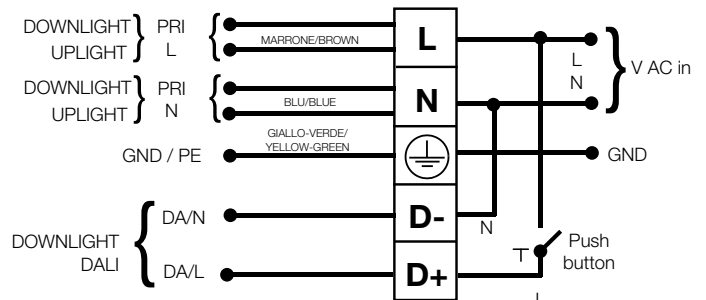 DOWNLIGHT } PRI {
UPLIGHT L
MARRONE/BROWN
L
L
N
V AC in
DOWNLIGHT } PRI {
UPLIGHT N
BLU/BLUE
N
GIALLO-VERDE/
YELLOW-GREEN
GND / PE
GND
DA/N
D-
N
DOWNLIGHT
DALI
DA/L
D+
Push
button
L